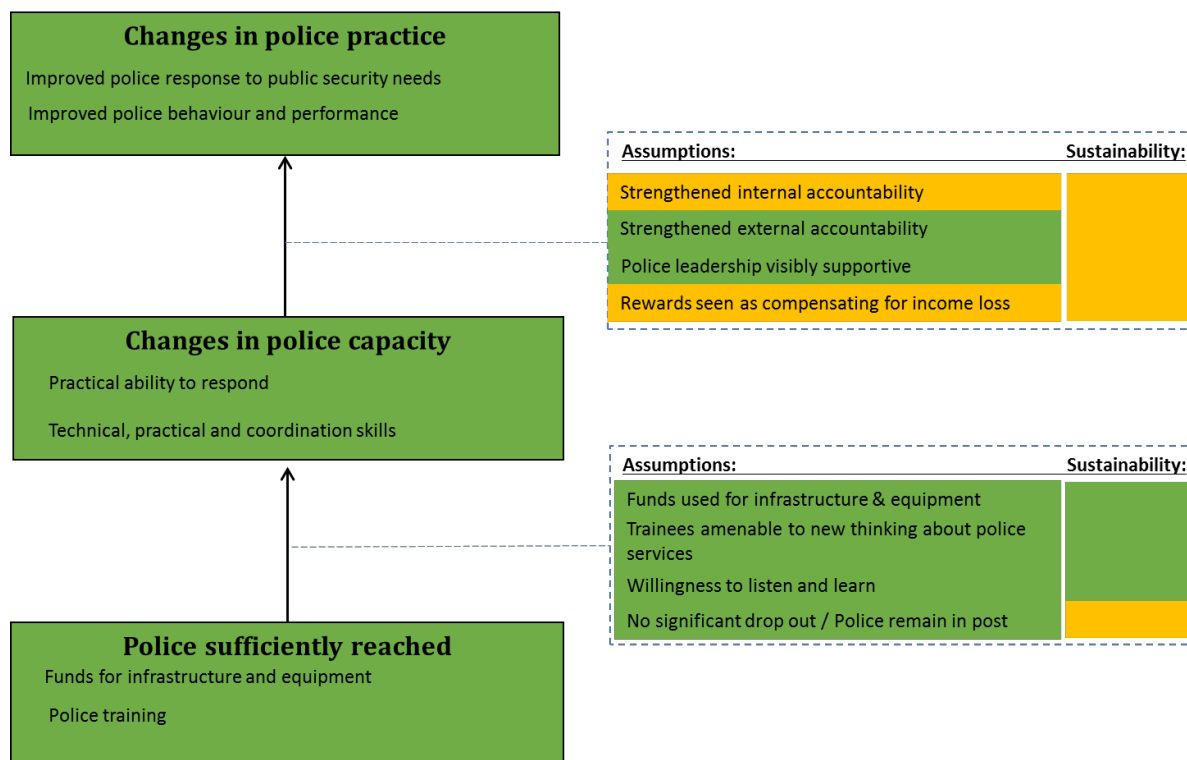 Changes in police practice
Improved police response to public security needs
Improved police behaviour and performance
Assumptions:
Sustainability:
Strengthened internal accountability
Strengthened external accountability
Police leadership visibly supportive
Rewards seen as compensating for income loss
Changes in police capacity
Practical ability to respond
Technical, practical and coordination skills
Assumptions:
Sustainability:
Funds used for infrastructure & equipment
Trainees amenable to new thinking about police
services
Willingness to listen and learn
No significant drop out / Police remain in post
Police sufficiently reached
Funds for infrastructure and equipment
Police training